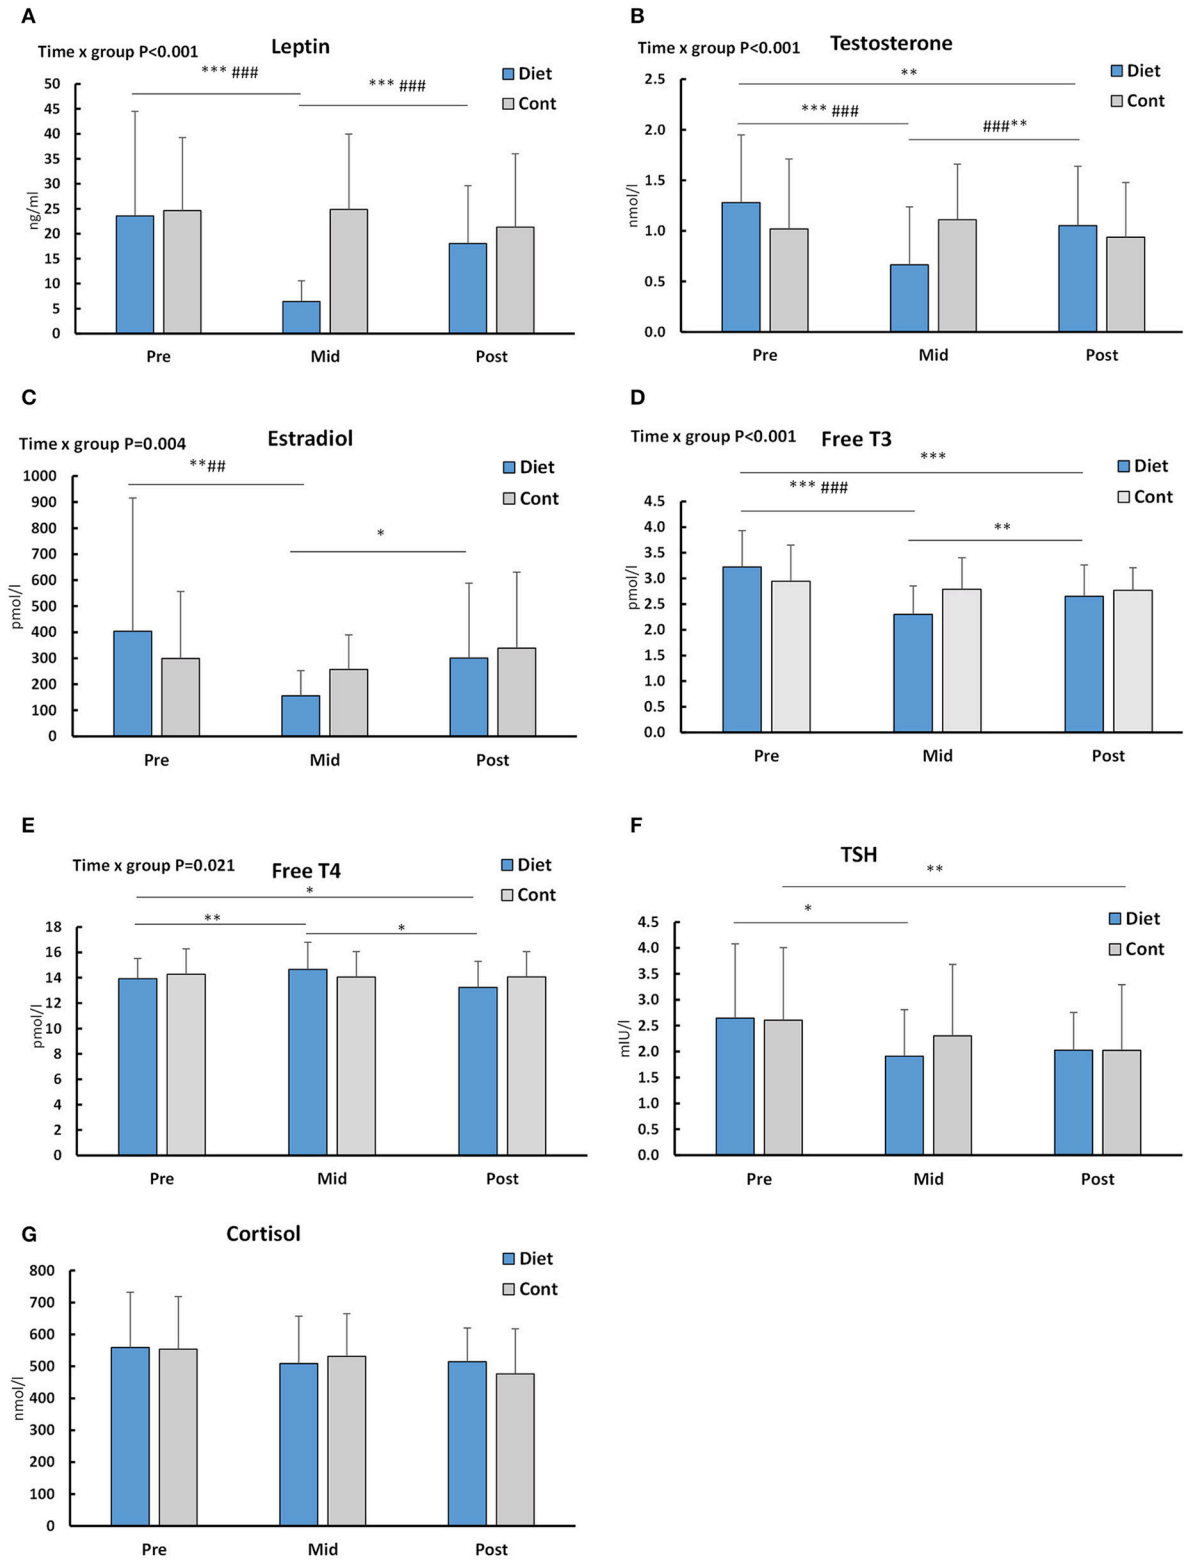 A
Time x group P<0.001
Leptin
*** ###
*** ###
Diet
Cont
50
45
40
35
30
25
20
15
10
5
0
ng/ml
Pre Mid Post
B
Time x group P<0.001
Testosterone
**
*** ###
###**
Diet
Cont
2.5
2.0
1.5
1.0
0.5
0.0
nmol/l
Pre Mid Post
C
Time x group P=0.004
Estradiol
**##
*
Diet
Cont
1000
900
800
700
600
500
400
300
200
100
0
pmol/l
Pre Mid Post
D
Time x group P<0.001
Free T3
***
*** ###
**
Diet
Cont
4.5
4.0
3.5
3.0
2.5
2.0
1.5
1.0
0.5
0.0
pmol/l
Pre Mid Post
E
Time x group P=0.021
Free T4
*
**
*
Diet
Cont
18
16
14
12
10
8
6
4
2
0
pmol/l
Pre Mid Post
F
TSH
**
*
Diet
Cont
4.5
4.0
3.5
3.0
2.5
2.0
1.5
1.0
0.5
0.0
mIU/l
Pre Mid Post
G
Cortisol
Diet
Cont
800
700
600
500
400
300
200
100
0
nmol/l
Pre Mid Post